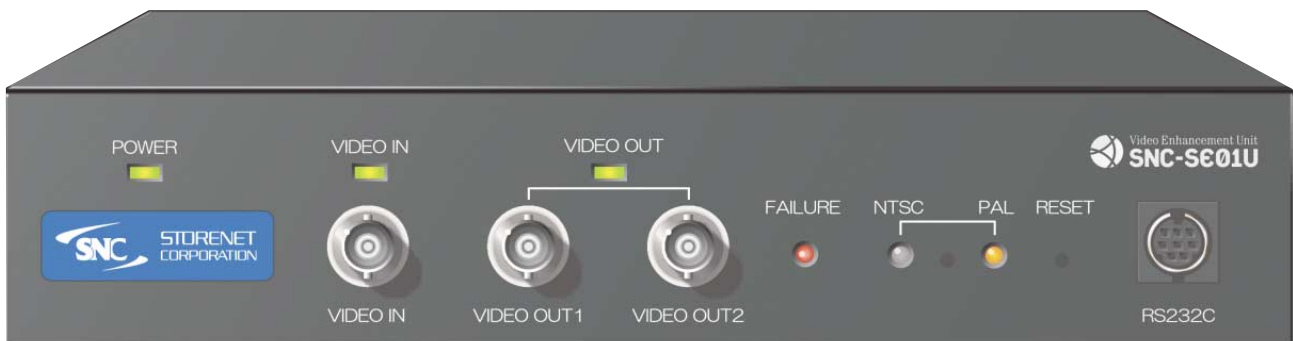 POWER
VIDEO IN
VIDEO OUT
Video Enhancement Unit
SNC-SE01U
FAILURE
NTSC
PAL
RESET
SNC
STORENET
CORPORATION
VIDEO IN
VIDEO OUT1
VIDEO OUT2
RS232C